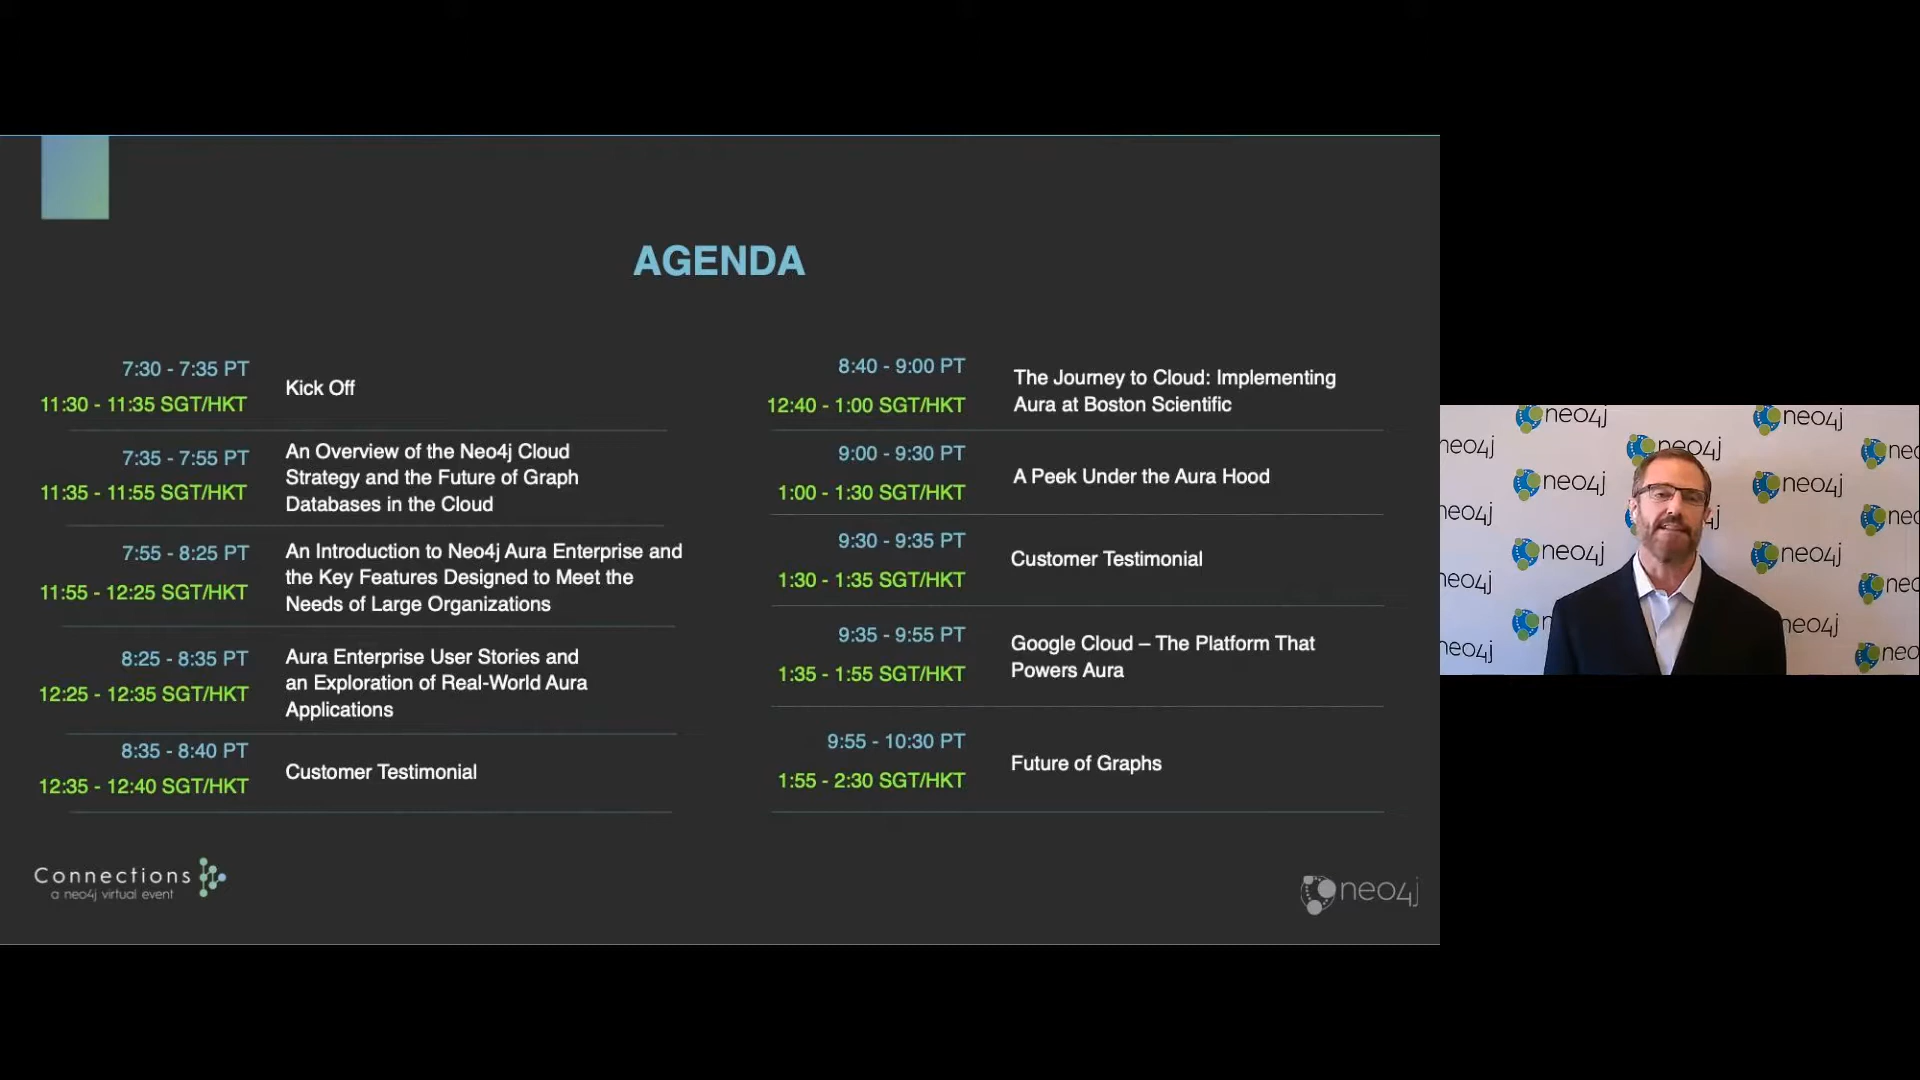 AGENDA
7:30 - 7:35 PT
11:30 - 11:35 SGT/HKT
Kick Off
7:35 - 7:55 PT
11:35 - 11:55 SGT/HKT
An Overview of the Neo4j Cloud
Strategy and the Future of Graph
Databases in the Cloud
7:55 - 8:25 PT
11:55 - 12:25 SGT/HKT
An Introduction to Neo4j Aura Enterprise and
the Key Features Designed to Meet the
Needs of Large Organizations
8:25 - 8:35 PT
12:25 - 12:35 SGT/HKT
Aura Enterprise User Stories and
an Exploration of Real-World Aura
Applications
8:35 - 8:40 PT
12:35 - 12:40 SGT/HKT
Customer Testimonial
8:40 - 9:00 PT
12:40 - 1:00 SGT/HKT
The Journey to Cloud: Implementing
Aura at Boston Scientific
9:00 - 9:30 PT
1:00 - 1:30 SGT/HKT
A Peek Under the Aura Hood
9:30 - 9:35 PT
1:30 - 1:35 SGT/HKT
Customer Testimonial
9:35 - 9:55 PT
1:35 - 1:55 SGT/HKT
Google Cloud – The Platform That
Powers Aura
9:55 - 10:30 PT
1:55 - 2:30 SGT/HKT
Future of Graphs
Connections
a neo4j virtual event
neo4j
neo4j neo4j
neo4j neo4j
neo4j neo4j
neo4j neo4j